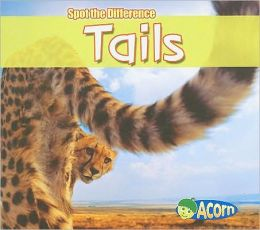 Spot the Difference
Tails
Acorn